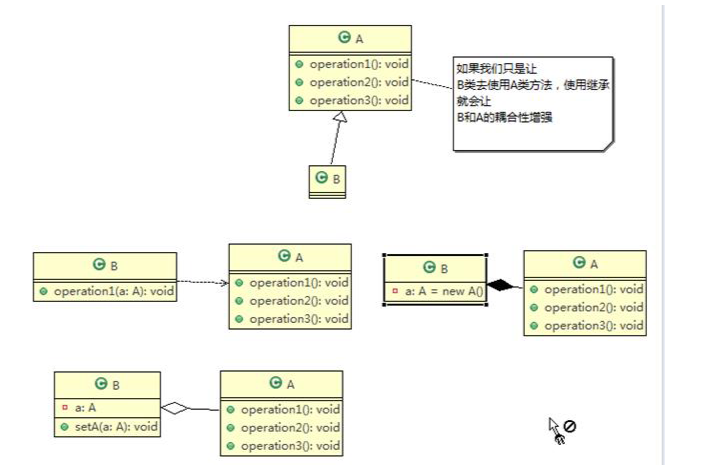 C A
operation1(): void
operation2(): void
operation3(): void
如果我们只是让
B类去使用A类方法，使用继承
就会让
B和A的耦合性增强
C B
C B
operation1(a: A): void
C A
operation1(): void
operation2(): void
operation3(): void
C B
a: A = new A()
C A
operation1(): void
operation2(): void
operation3(): void
C B
a: A
setA(a: A): void
C A
operation1(): void
operation2(): void
operation3(): void